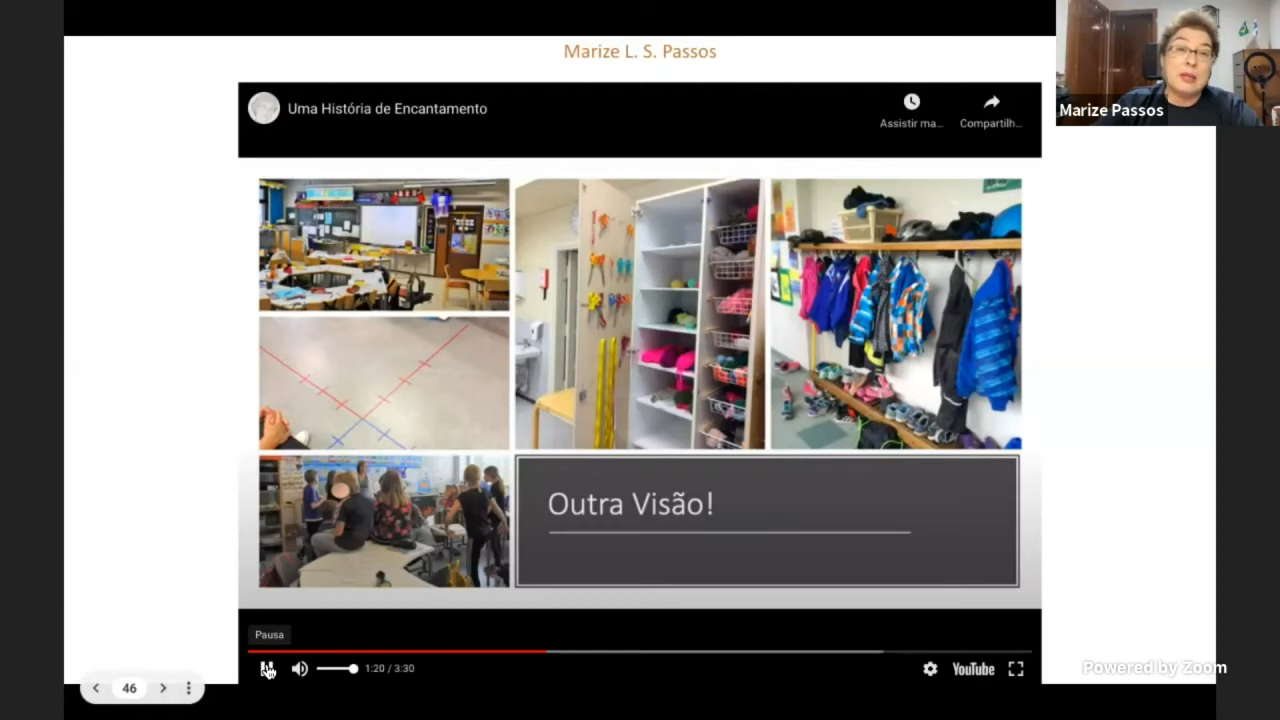 Marize L. S. Passos
Uma História de Encantamento
Assistir ma...
Compartilh...
Marize Passos
Outra Visão!
Pausa
1:20 / 3:30
YouTube
46
Powered by Zoom